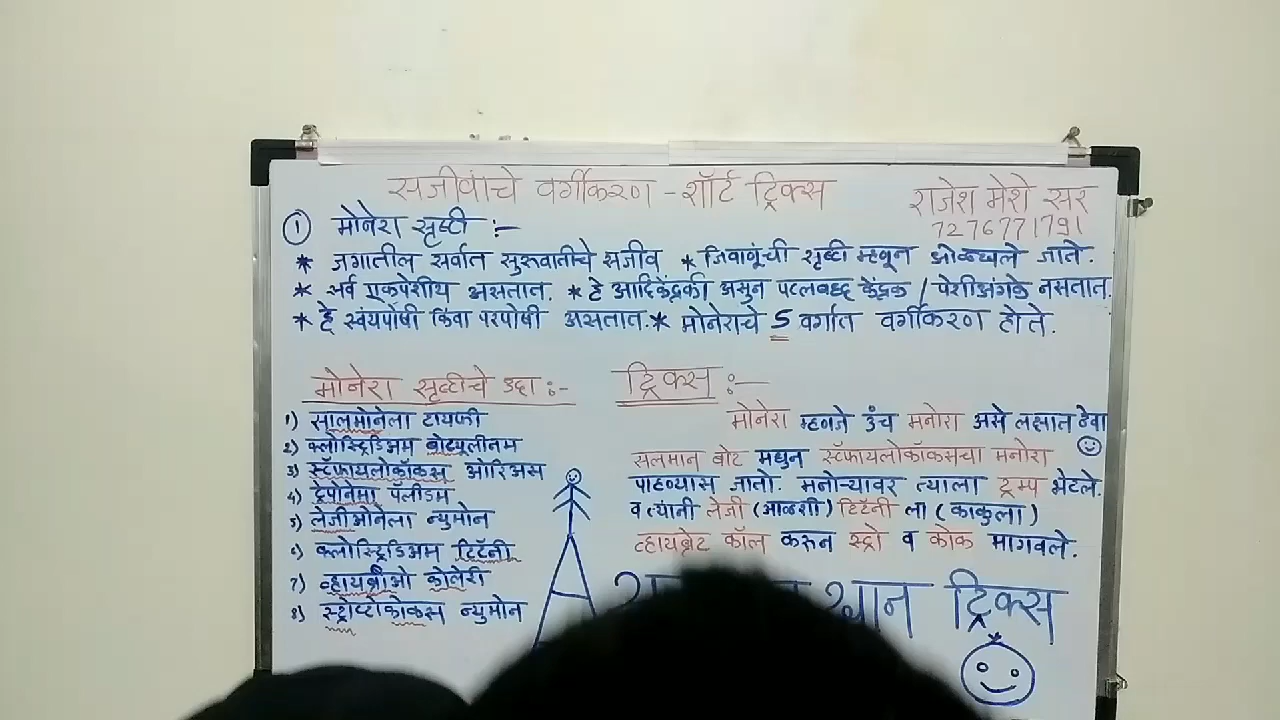 सजीवांचे वर्गीकरण - शॉर्ट ट्रिक्स
राजेश मेशे सर
7276771791
① मोनेरा सृष्टी :-
* जगातील सर्वात सुरुवातीचे सजीव * जिवाणूंची सृष्टी म्हणून ओळखले जाते.
* सर्व एकपेशीय असतात. * हे आदिकेंद्रकी असुन पटलबद्ध केंद्रक / पेशीअंगके नसतात.
* हे स्वंयपोषी किंवा परपोषी असतात. * मोनेराचे 5 वर्गात वर्गीकरण होते.
मोनेरा सृष्टीचे उदा :-
1) सालमोनेला टायफी
2) क्लोस्ट्रिडिअम बोटयूलीनम
3) स्टॅफायलोकॉकस ओरिअस
4) ट्रेपोनेमा पॅलीडम
5) लेजीओनेला न्युमोन
6) क्लोस्ट्रिडिअम टिटॅनी
7) व्हायब्रीओ कोलेरी
8) स्ट्रेप्टोकोकस न्युमोन
ट्रिक्स :-
मोनेरा म्हणजे उंच मनोरा असे लक्षात ठेवा
सलमान बोट मधुन स्टॅफायलोकॉकसचा मनोरा
पाहण्यास जातो. मनोऱ्यावर त्याला ट्रम्प भेटले.
व त्यांनी लेजी (आळशी) टिटॅनी ला (काकुला)
व्हायब्रेट कॉल करुन स्ट्रो व कोक मागवले.
ट्रिक्स